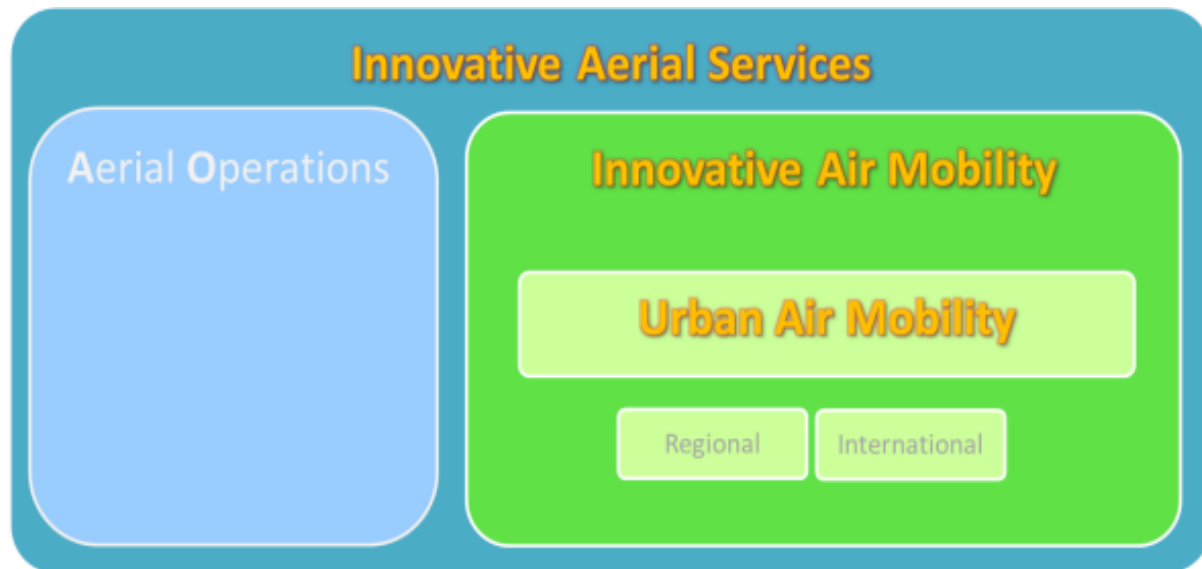 Innovative Aerial Services
Aerial Operations
Innovative Air Mobility
Urban Air Mobility
Regional
International